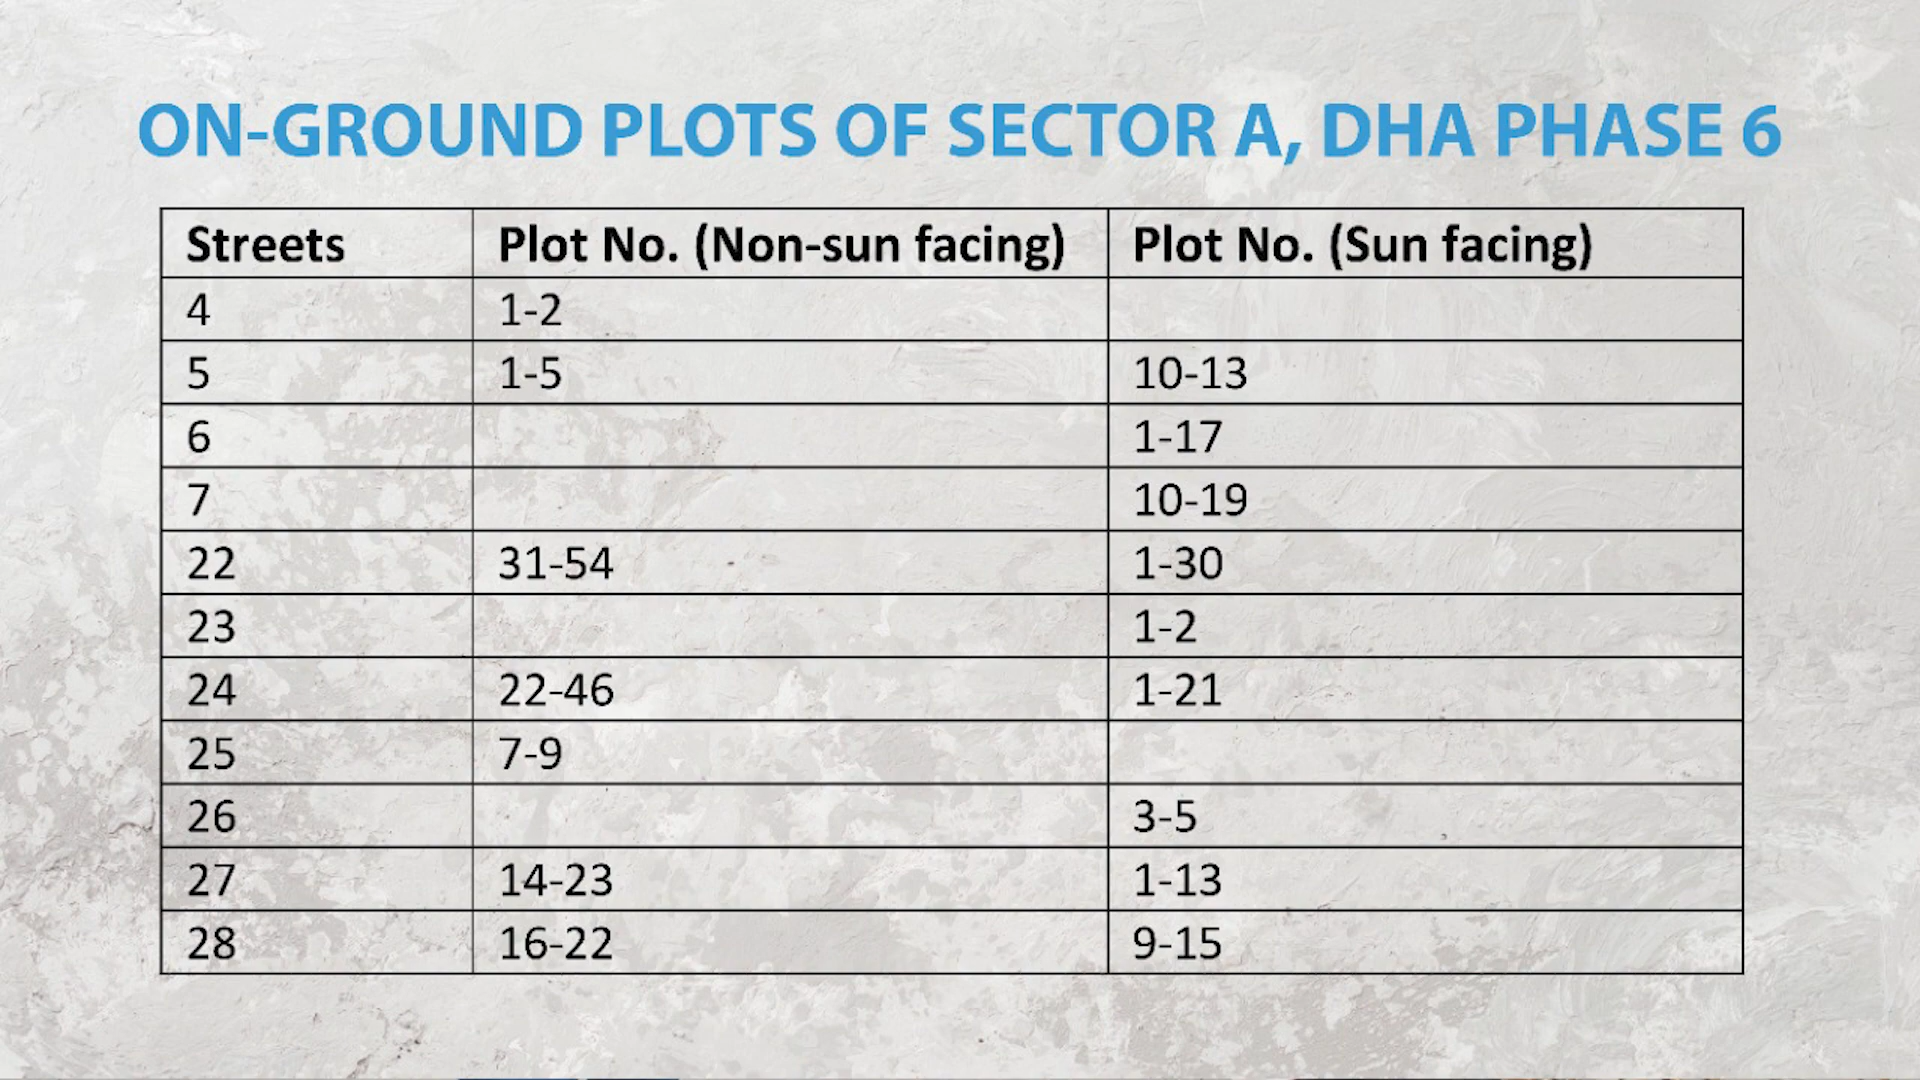 ON-GROUND PLOTS OF SECTOR A, DHA PHASE 6
Streets Plot No. (Non-sun facing) Plot No. (Sun facing)
4 1-2
5 1-5 10-13
6 1-17
7 10-19
22 31-54 1-30
23 1-2
24 22-46 1-21
25 7-9
26 3-5
27 14-23 1-13
28 16-22 9-15